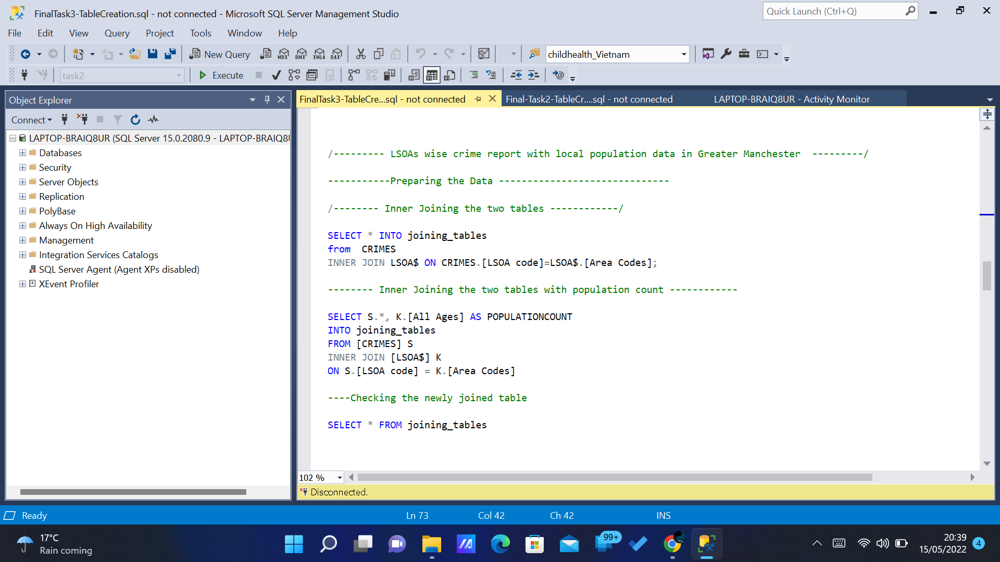 FinalTask3-TableCreation.sql - not connected - Microsoft SQL Server Management Studio
Quick Launch (Ctrl+Q)
File Edit View Query Project Tools Window Help
New Query
MDX DMX XMLA DAX
childhealth_Vietnam
task2
Execute
Object Explorer
FinalTask3-TableCre...sql - not connected
Final-Task2-TableCr....sql - not connected
LAPTOP-BRAIQ8UR - Activity Monitor
Connect
LAPTOP-BRAIQ8UR (SQL Server 15.0.2080.9 - LAPTOP-BRAIQ8U
Databases
Security
Server Objects
Replication
PolyBase
Always On High Availability
Management
Integration Services Catalogs
SQL Server Agent (Agent XPs disabled)
XEvent Profiler
/--------- LSOAs wise crime report with local population data in Greater Manchester  ---------/
-----------Preparing the Data ------------------------------
/-------- Inner Joining the two tables ------------/
SELECT * INTO joining_tables
from  CRIMES
INNER JOIN LSOA$ ON CRIMES.[LSOA code]=LSOA$.[Area Codes];
-------- Inner Joining the two tables with population count ------------
SELECT S.*, K.[All Ages] AS POPULATIONCOUNT
INTO joining_tables
FROM [CRIMES] S
INNER JOIN [LSOA$] K
ON S.[LSOA code] = K.[Area Codes]
----Checking the newly joined table
SELECT * FROM joining_tables
102 %
Disconnected.
Ready
Ln 73
Col 42
Ch 42
INS
17°C
Rain coming
99+
20:39
15/05/2022
4